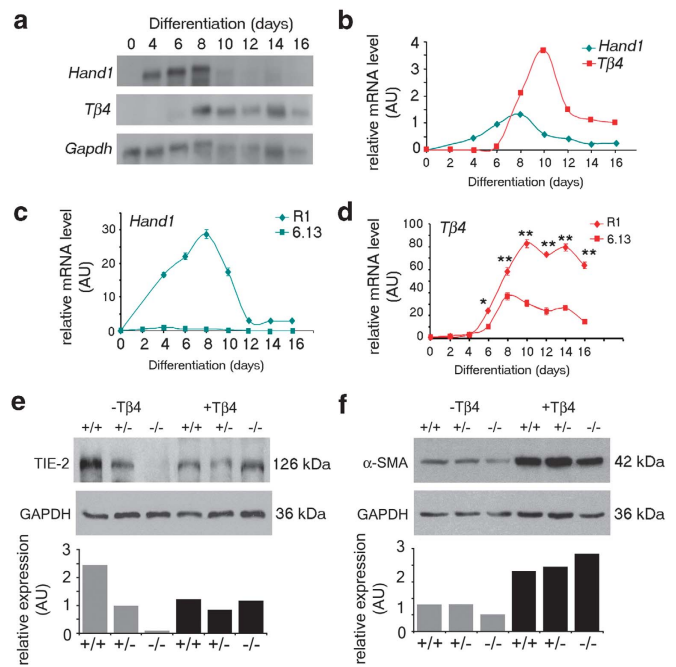 a
Differentiation (days)
0 4 6 8 10 12 14 16
Hand1
Tβ4
Gapdh
b
relative mRNA level
(AU)
4
3
2
1
0
Hand1
Tβ4
0 2 4 6 8 10 12 14 16
Differentiation (days)
c
Hand1
relative mRNA level
(AU)
30
20
10
0
R1
6.13
0 2 4 6 8 10 12 14 16
Differentiation (days)
d
Tβ4
relative mRNA level
(AU)
100
80
60
40
20
0
R1
6.13
* ** ** ** ** **
0 2 4 6 8 10 12 14 16
Differentiation (days)
e
-Tβ4 +Tβ4
+/+ +/- -/- +/+ +/- -/-
TIE-2 126 kDa
GAPDH 36 kDa
relative expression
(AU)
3
2
1
0
+/+ +/- -/- +/+ +/- -/-
f
-Tβ4 +Tβ4
+/+ +/- -/- +/+ +/- -/-
α-SMA 42 kDa
GAPDH 36 kDa
relative expression
(AU)
3
2
1
0
+/+ +/- -/- +/+ +/- -/-